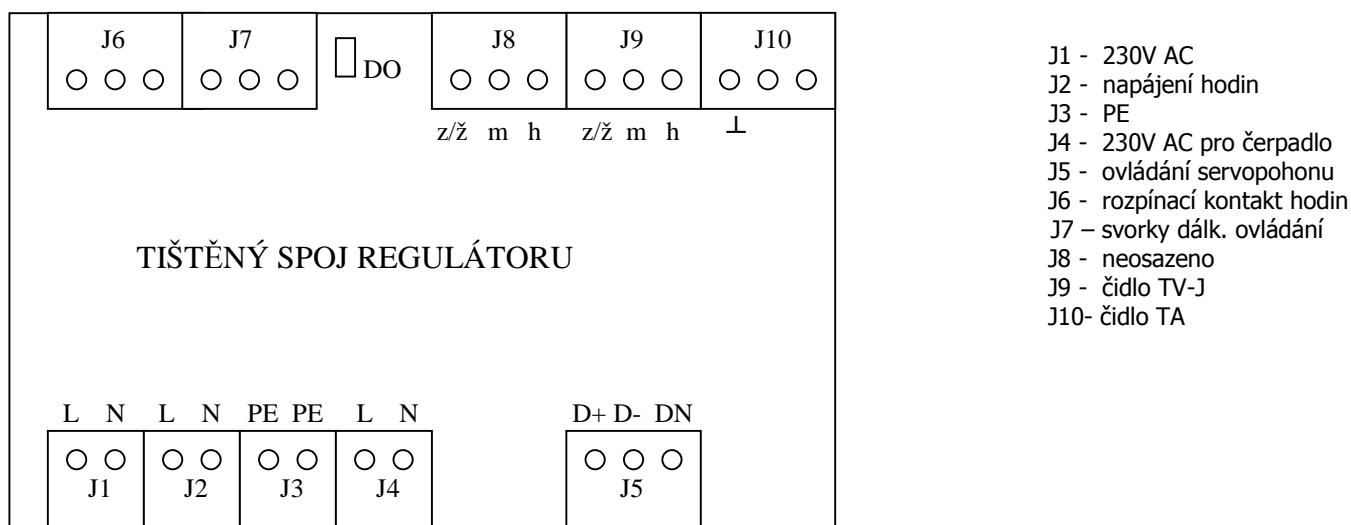 J6 J7 J8 J9 J10
DO
z/ž m h z/ž m h ⊥
TIŠTĚNÝ SPOJ REGULÁTORU
L N L N PE PE L N D+ D- DN
J1 J2 J3 J4 J5
J1 - 230V AC
J2 - napájení hodin
J3 - PE
J4 - 230V AC pro čerpadlo
J5 - ovládání servopohonu
J6 - rozpínací kontakt hodin
J7 – svorky dálk. ovládání
J8 - neosazeno
J9 - čidlo TV-J
J10- čidlo TA